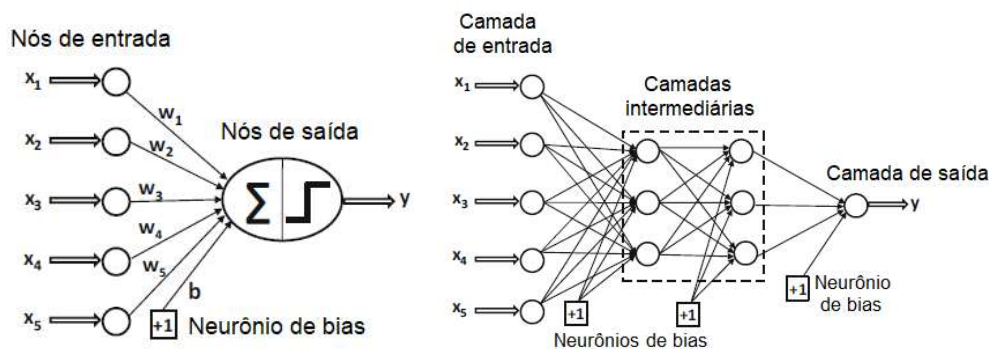 Nós de entrada
x1
x2
x3
x4
x5
w1
w2
w3
w4
w5
b
Nós de saída
Σ
y
+1
Neurônio de bias
Camada
de entrada
x1
x2
x3
x4
x5
Camadas
intermediárias
Camada de saída
y
+1
+1
Neurônios de bias
+1
Neurônio
de bias